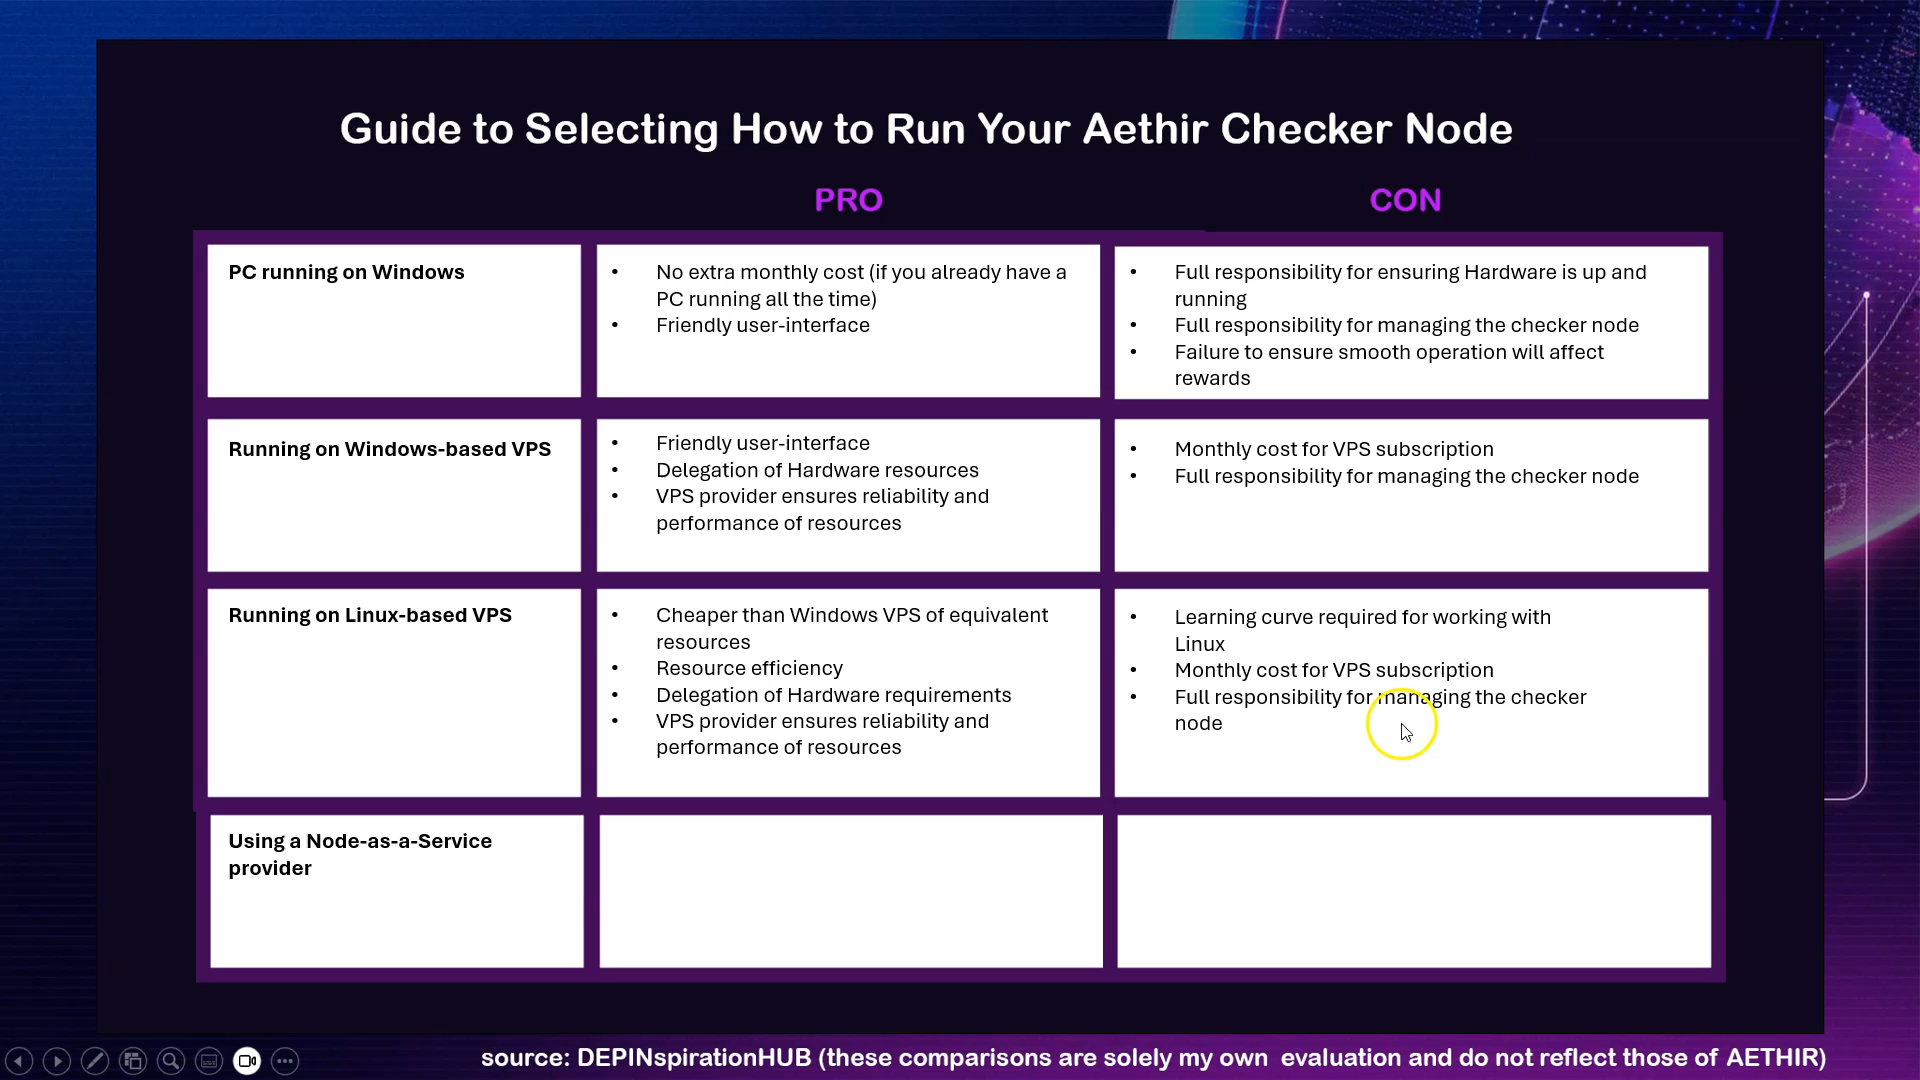 Guide to Selecting How to Run Your Aethir Checker Node
PRO
CON
PC running on Windows
• No extra monthly cost (if you already have a
PC running all the time)
• Friendly user-interface
• Full responsibility for ensuring Hardware is up and
running
• Full responsibility for managing the checker node
• Failure to ensure smooth operation will affect
rewards
Running on Windows-based VPS
• Friendly user-interface
• Delegation of Hardware resources
• VPS provider ensures reliability and
performance of resources
• Monthly cost for VPS subscription
• Full responsibility for managing the checker node
Running on Linux-based VPS
• Cheaper than Windows VPS of equivalent
resources
• Resource efficiency
• Delegation of Hardware requirements
• VPS provider ensures reliability and
performance of resources
• Learning curve required for working with
Linux
• Monthly cost for VPS subscription
• Full responsibility for managing the checker
node
Using a Node-as-a-Service
provider
source: DEPINspirationHUB (these comparisons are solely my own evaluation and do not reflect those of AETHIR)